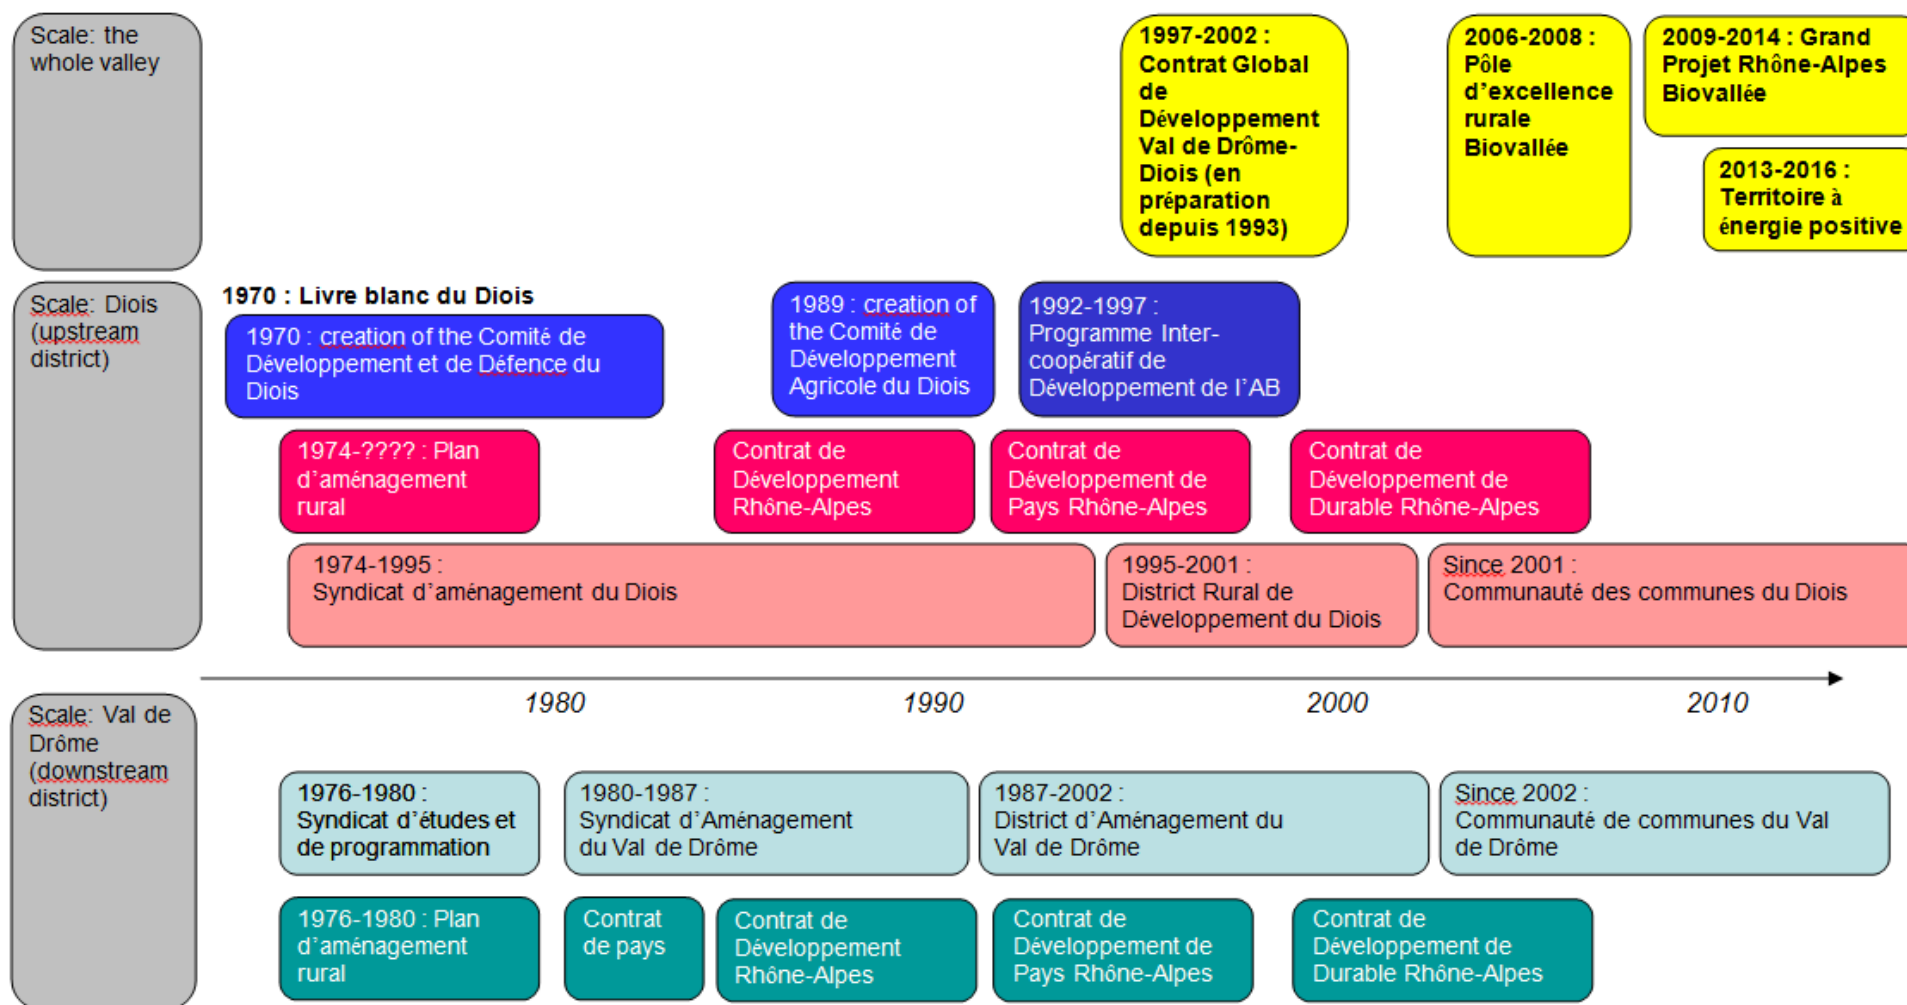 Scale: the
whole valley
1997-2002 :
Contrat Global
de
Développement
Val de Drôme-
Diois (en
préparation
depuis 1993)
2006-2008 :
Pôle
d’excellence
rurale
Biovallée
2009-2014 : Grand
Projet Rhône-Alpes
Biovallée
2013-2016 :
Territoire à
énergie positive
Scale: Diois
(upstream
district)
1970 : Livre blanc du Diois
1970 : creation of the Comité de
Développement et de Défence du
Diois
1989 : creation of
the Comité de
Développement
Agricole du Diois
1992-1997 :
Programme Inter-
coopératif de
Développement de l’AB
1974-???? : Plan
d’aménagement
rural
Contrat de
Développement
Rhône-Alpes
Contrat de
Développement de
Pays Rhône-Alpes
Contrat de
Développement de
Durable Rhône-Alpes
1974-1995 :
Syndicat d’aménagement du Diois
1995-2001 :
District Rural de
Développement du Diois
Since 2001 :
Communauté des communes du Diois
1980
1990
2000
2010
Scale: Val de
Drôme
(downstream
district)
1976-1980 :
Syndicat d’études et
de programmation
1980-1987 :
Syndicat d’Aménagement
du Val de Drôme
1987-2002 :
District d’Aménagement du
Val de Drôme
Since 2002 :
Communauté de communes du Val
de Drôme
1976-1980 : Plan
d’aménagement
rural
Contrat
de pays
Contrat de
Développement
Rhône-Alpes
Contrat de
Développement de
Pays Rhône-Alpes
Contrat de
Développement de
Durable Rhône-Alpes